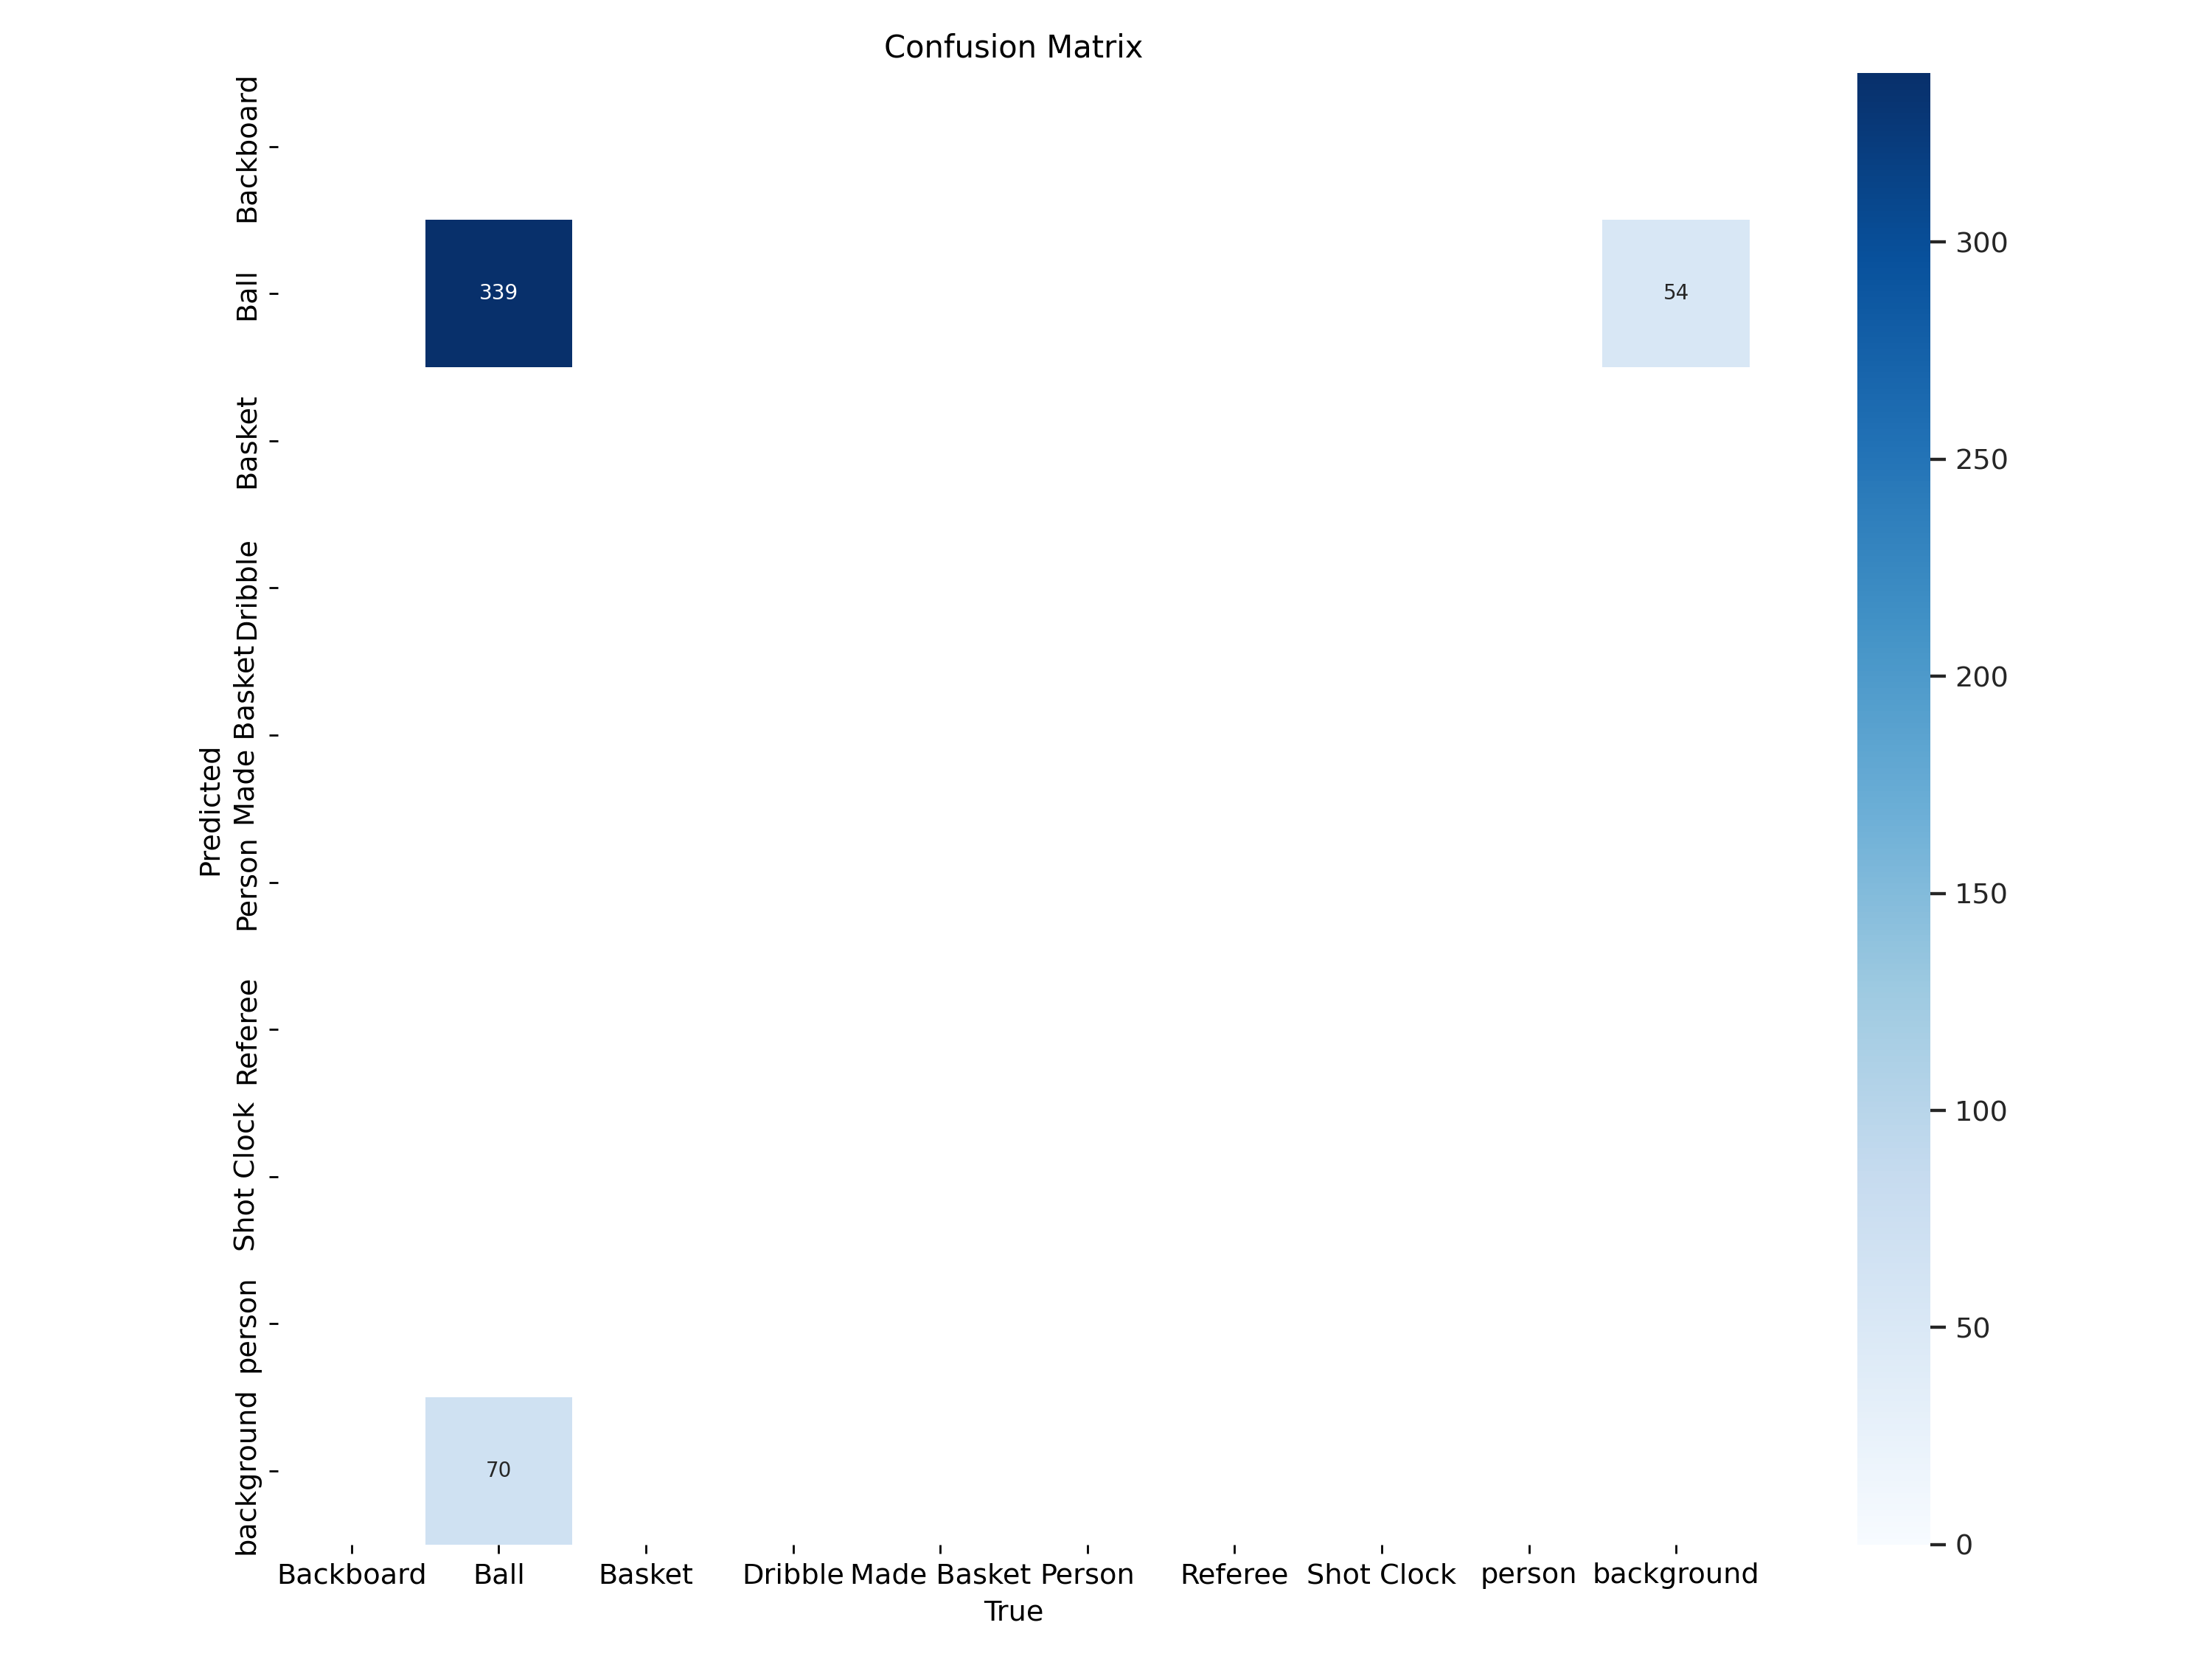 Confusion Matrix
Backboard
Ball
Basket
Dribble
Made Basket
Person
Referee
Shot Clock
person
background
Predicted
339
54
70
300
250
200
150
100
50
0
Backboard Ball Basket Dribble Made Basket Person Referee Shot Clock person background
True